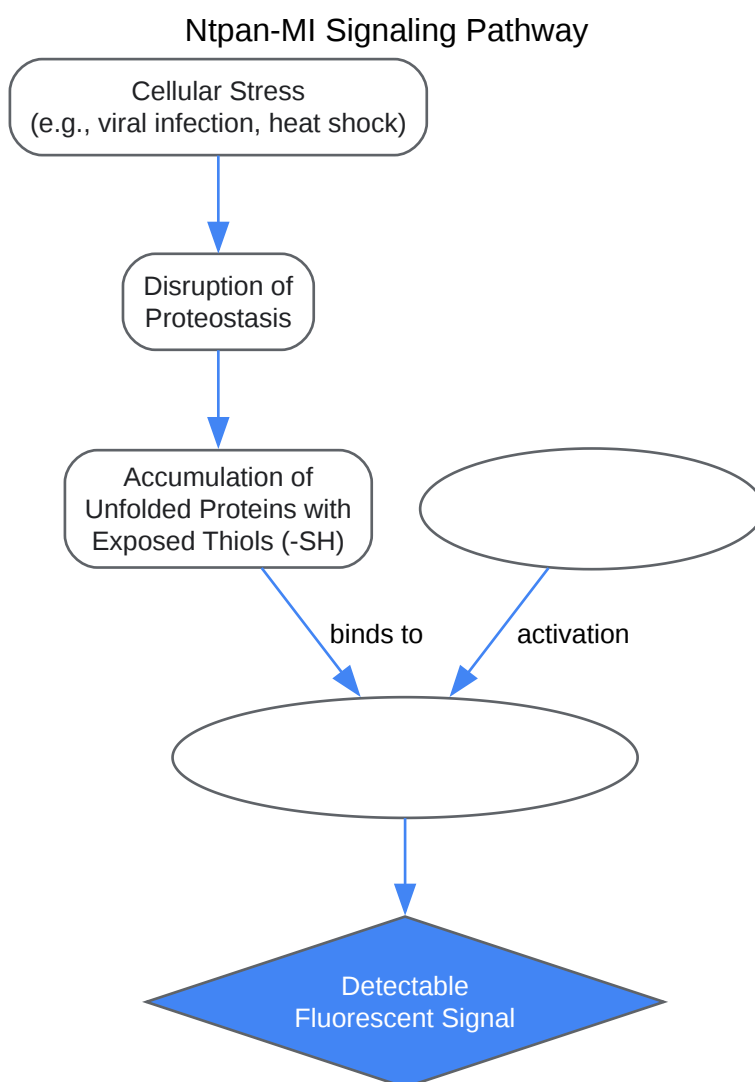 Ntpan-MI Signaling Pathway
Cellular Stress
(e.g., viral infection, heat shock)
Disruption of
Proteostasis
Accumulation of
Unfolded Proteins with
Exposed Thiols (-SH)
binds to
activation
Detectable
Fluorescent Signal